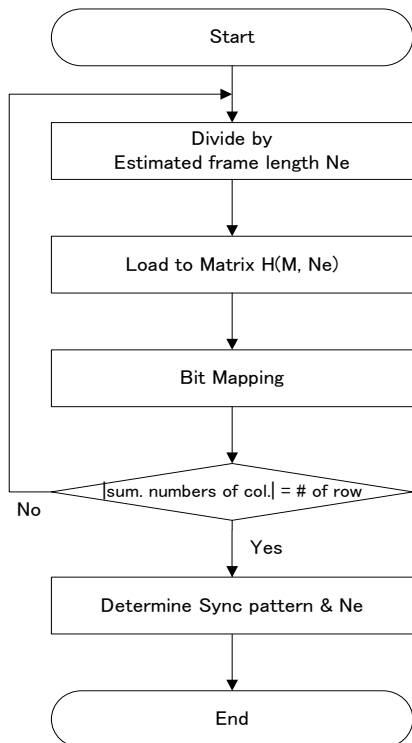 Start
Divide by
Estimated frame length Ne
Load to Matrix H(M, Ne)
Bit Mapping
|sum. numbers of col.| = # of row
No
Yes
Determine Sync pattern & Ne
End